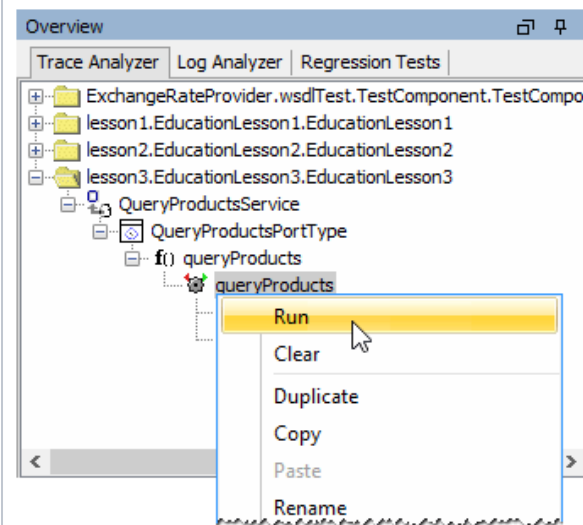 Overview
Trace Analyzer Log Analyzer Regression Tests
ExchangeRateProvider.wsdlTest.TestComponent.TestCompo
lesson1.EducationLesson1.EducationLesson1
lesson2.EducationLesson2.EducationLesson2
lesson3.EducationLesson3.EducationLesson3
QueryProductsService
QueryProductsPortType
f() queryProducts
queryProducts
Run
Clear
Duplicate
Copy
Paste
Rename